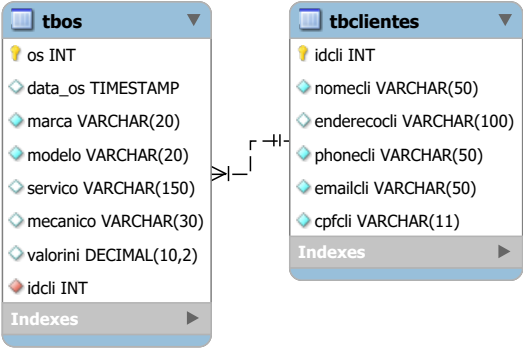 tbos
os INT
data_os TIMESTAMP
marca VARCHAR(20)
modelo VARCHAR(20)
servico VARCHAR(150)
mecanico VARCHAR(30)
valorini DECIMAL(10,2)
idcli INT
Indexes
tbclientes
idcli INT
nomecli VARCHAR(50)
enderecocli VARCHAR(100)
phonecli VARCHAR(50)
emailcli VARCHAR(50)
cpfcli VARCHAR(11)
Indexes